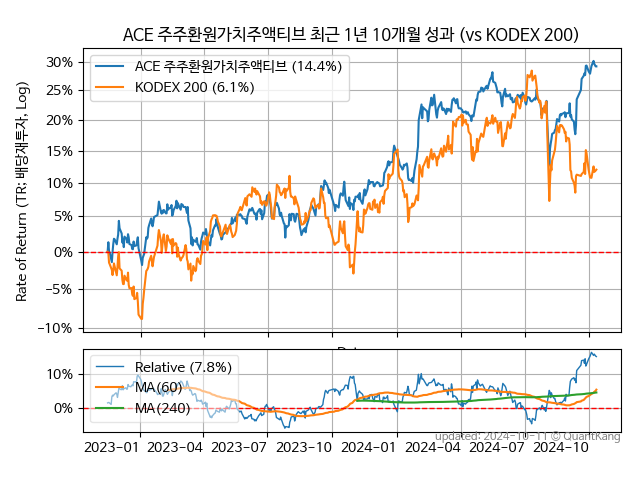 ACE 주주환원가치주액티브 최근 1년 10개월 성과 (vs KODEX 200)
Rate of Return (TR: 배당재투자, Log)
30%
25%
20%
15%
10%
5%
0%
−5%
−10%
ACE 주주환원가치주액티브 (14.4%)
KODEX 200 (6.1%)
10%
0%
Relative (7.8%)
MA(60)
MA(240)
2023−01
2023−04
2023−07
2023−10
2024−01
2024−04
2024−07
2024−10
updated: 2024-10-11 © QuantKang